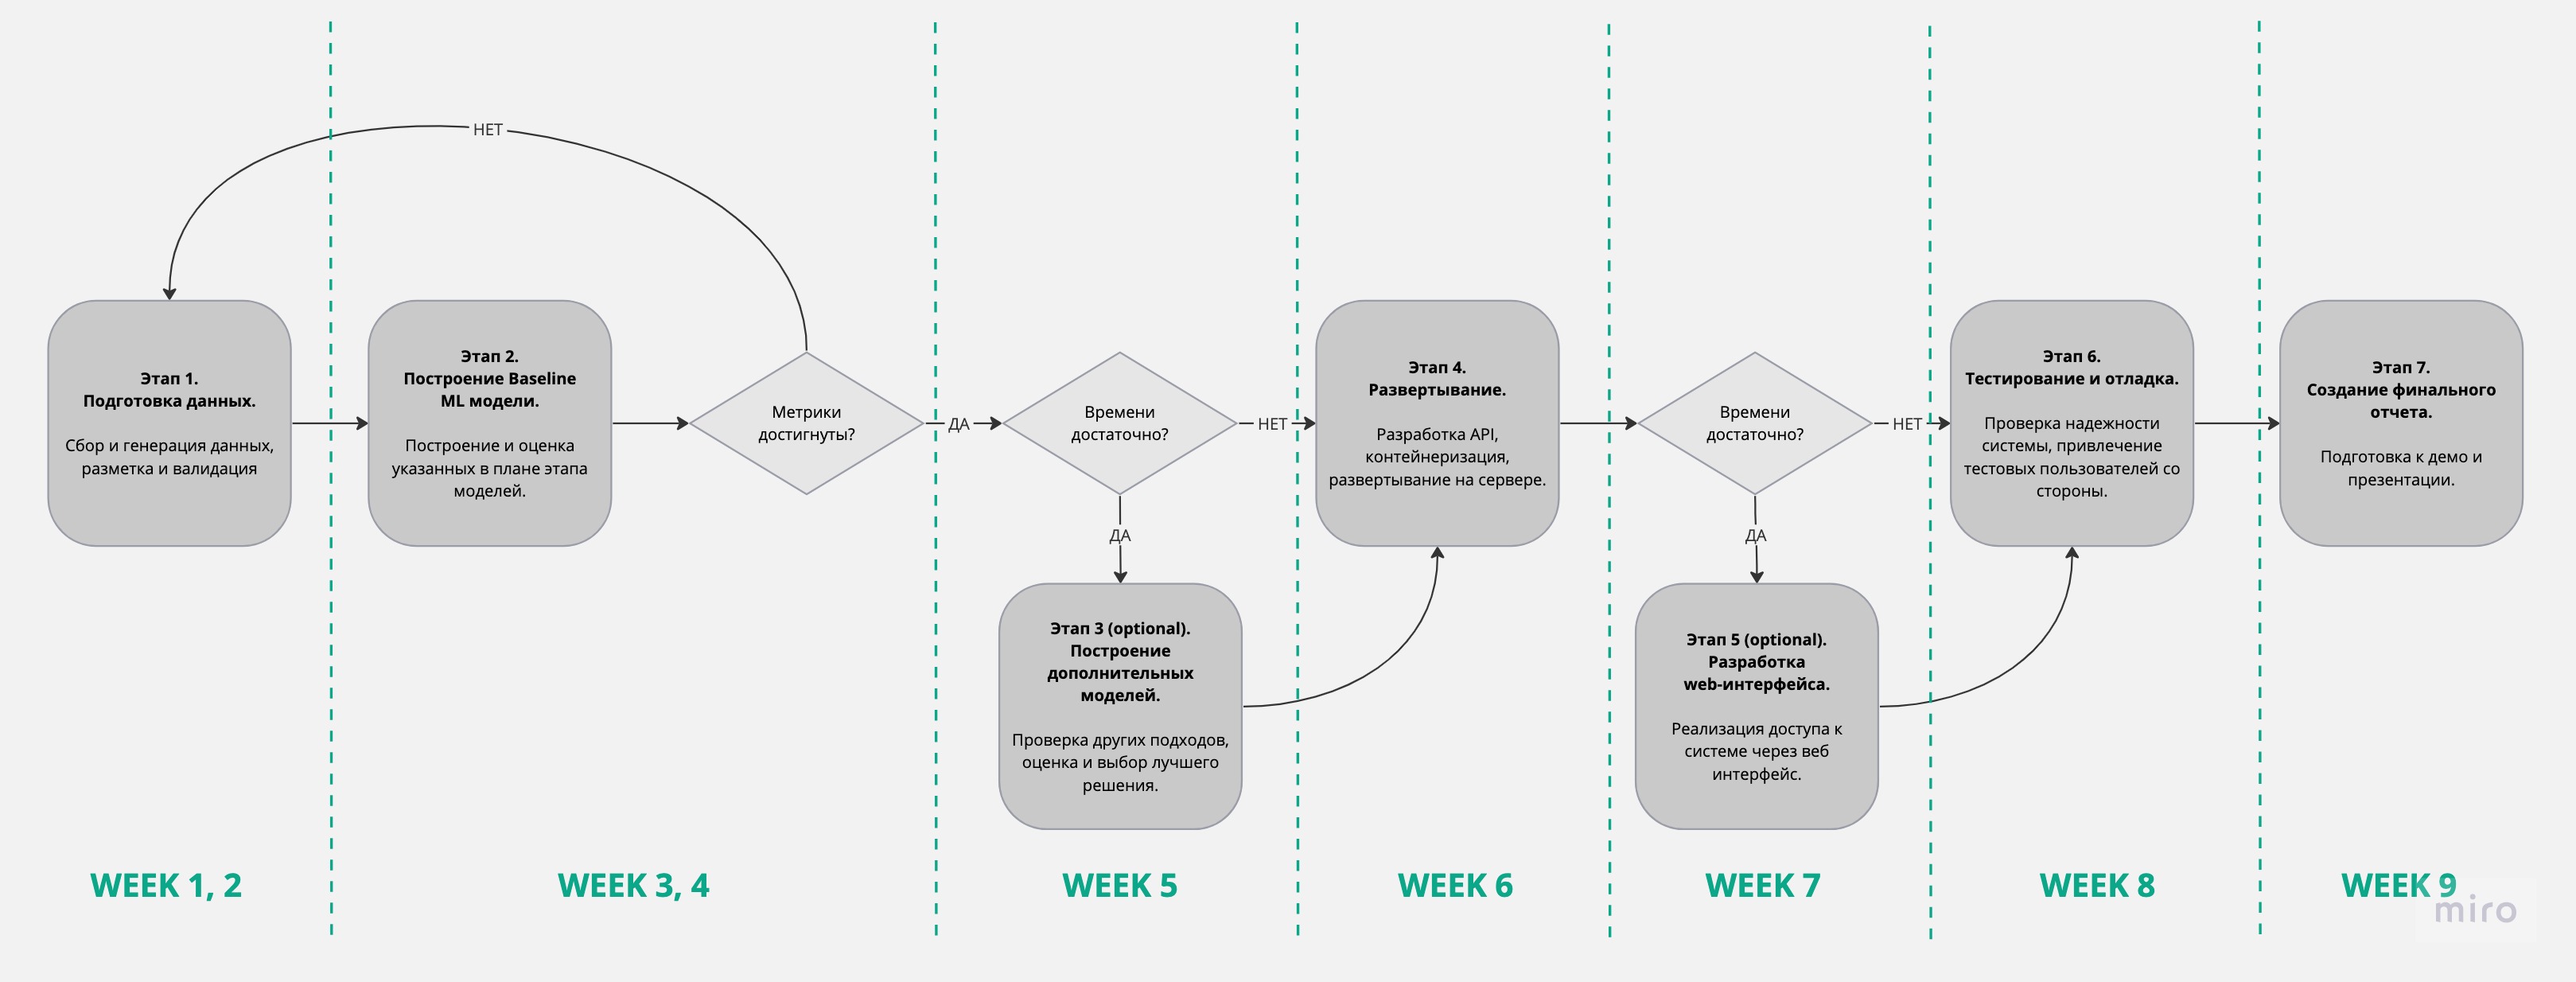 НЕТ
Этап 1.
Подготовка данных.
Сбор и генерация данных,
разметка и валидация
Этап 2.
Построение Baseline
ML модели.
Построение и оценка
указанных в плане этапа
моделей.
Метрики
достигнуты?
ДА
Времени
достаточно?
НЕТ
ДА
Этап 3 (optional).
Построение
дополнительных
моделей.
Проверка других подходов,
оценка и выбор лучшего
решения.
Этап 4.
Развертывание.
Разработка API,
контейнеризация,
развертывание на сервере.
Времени
достаточно?
НЕТ
ДА
Этап 5 (optional).
Разработка
web-интерфейса.
Реализация доступа к
системе через веб
интерфейс.
Этап 6.
Тестирование и отладка.
Проверка надежности
системы, привлечение
тестовых пользователей со
стороны.
Этап 7.
Создание финального
отчета.
Подготовка к демо и
презентации.
WEEK 1, 2
WEEK 3, 4
WEEK 5
WEEK 6
WEEK 7
WEEK 8
WEEK 9
miro